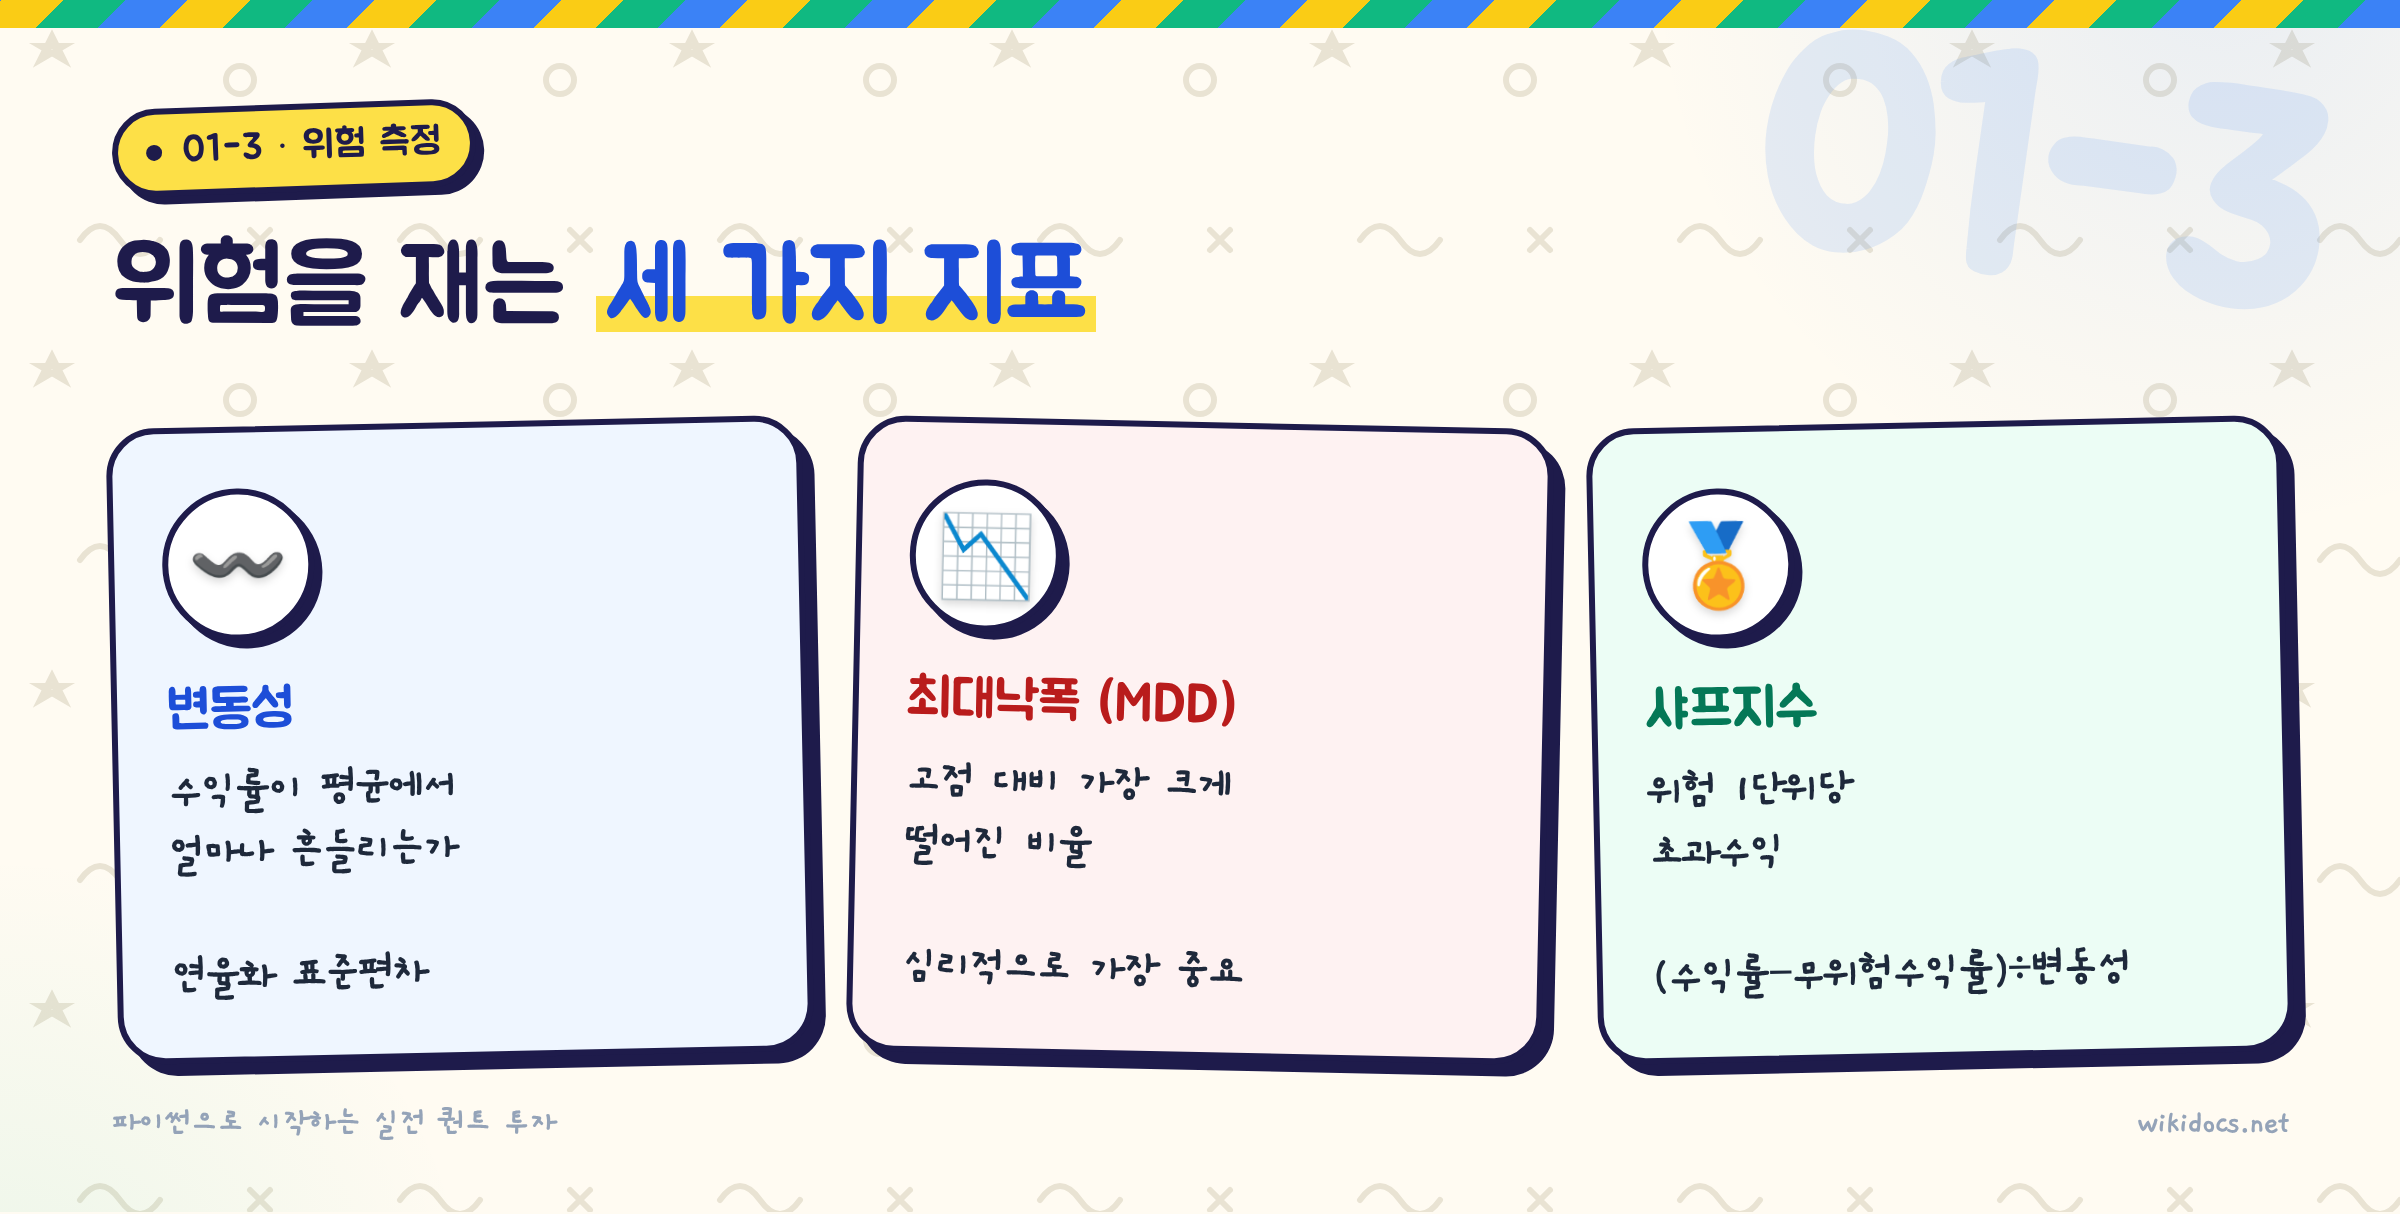 01-3
01-3 · 위험 측정
위험을 재는 세 가지 지표
변동성
수익률이 평균에서
얼마나 흔들리는가
연율화 표준편차
최대낙폭 (MDD)
고점 대비 가장 크게
떨어진 비율
심리적으로 가장 중요
샤프지수
위험 1단위당
초과수익
(수익률-무위험수익률)÷변동성
파이썬으로 시작하는 실전 퀀트 투자
wikidocs.net